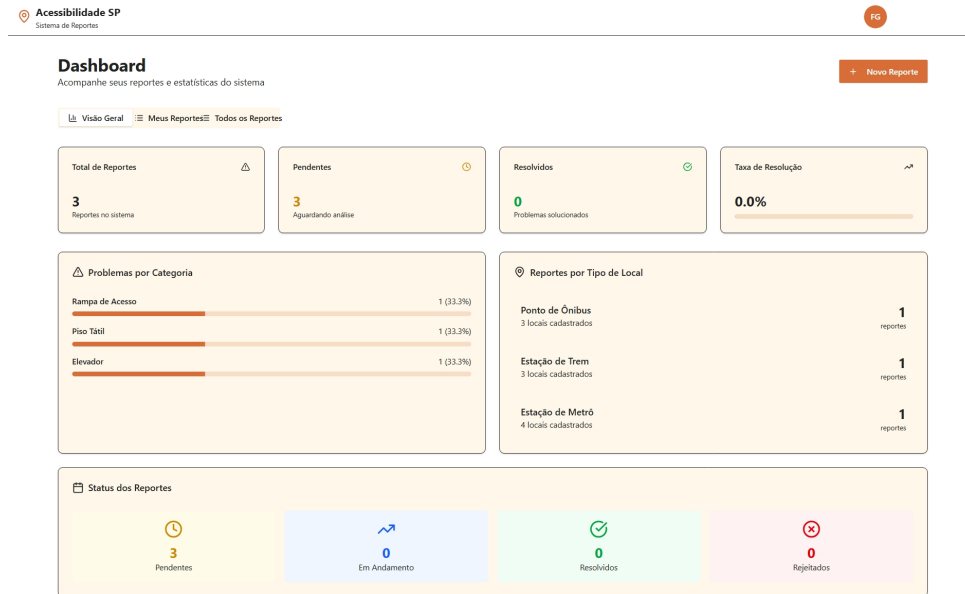 Acessibilidade SP
Sistema de Reportes
FG
Dashboard
Acompanhe seus reportes e estatísticas do sistema
+ Novo Reporte
Visão Geral
Meus Reportes
Todos os Reportes
Total de Reportes
3
Reportes no sistema
Pendentes
3
Aguardando análise
Resolvidos
0
Problemas solucionados
Taxa de Resolução
0.0%
Problemas por Categoria
Rampa de Acesso 1 (33.3%)
Piso Tátil 1 (33.3%)
Elevador 1 (33.3%)
Reportes por Tipo de Local
Ponto de Ônibus
3 locais cadastrados
1
reportes
Estação de Trem
3 locais cadastrados
1
reportes
Estação de Metrô
4 locais cadastrados
1
reportes
Status dos Reportes
3
Pendentes
0
Em Andamento
0
Resolvidos
0
Rejeitados